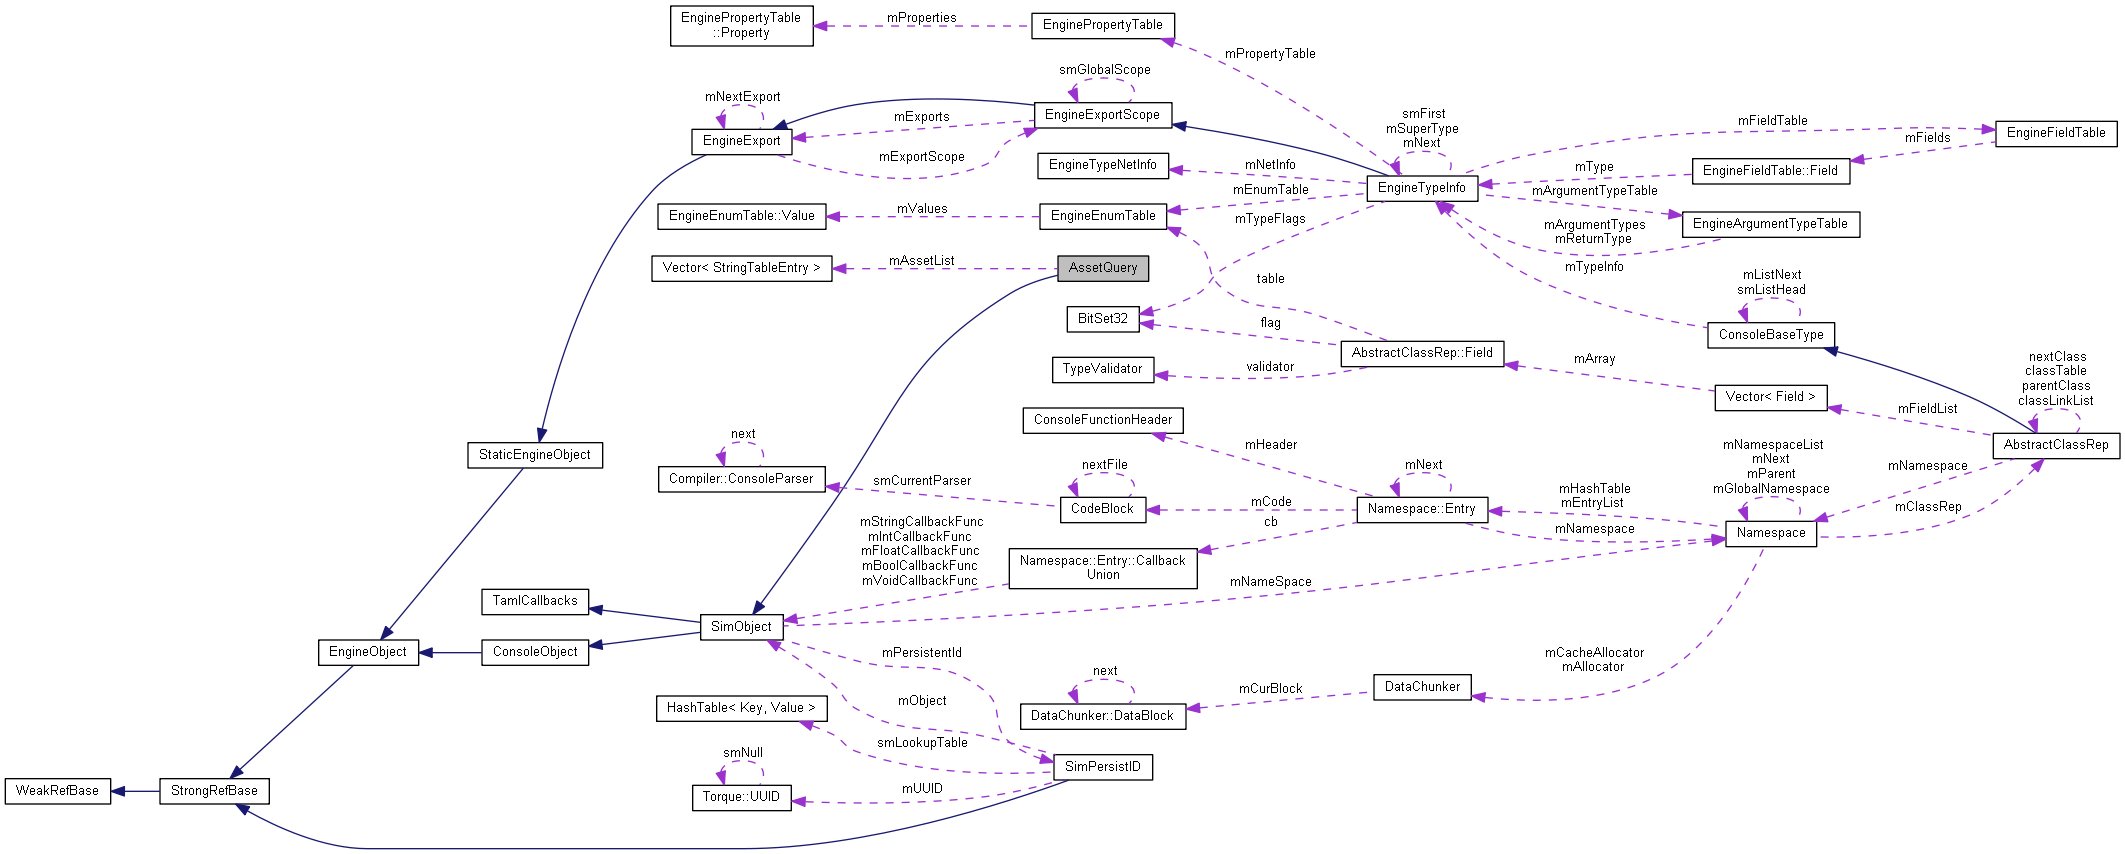 EnginePropertyTable
::Property
mProperties
EnginePropertyTable
mPropertyTable
smGlobalScope
mNextExport
EngineExportScope
mExports
EngineExport
mExportScope
smFirst
mSuperType
mNext
mFieldTable
EngineFieldTable
mFields
EngineTypeNetInfo
mNetInfo
mType
EngineFieldTable::Field
EngineTypeInfo
mEnumTable
mArgumentTypeTable
EngineEnumTable::Value
mValues
EngineEnumTable
mTypeFlags
mArgumentTypes
mReturnType
EngineArgumentTypeTable
Vector< StringTableEntry >
mAssetList
AssetQuery
mTypeInfo
table
mListNext
smListHead
BitSet32
flag
ConsoleBaseType
AbstractClassRep::Field
mArray
TypeValidator
validator
nextClass
classTable
parentClass
classLinkList
Vector< Field >
mFieldList
ConsoleFunctionHeader
mHeader
AbstractClassRep
StaticEngineObject
next
Compiler::ConsoleParser
smCurrentParser
nextFile
CodeBlock
mCode
mNext
Namespace::Entry
mHashTable
mEntryList
mNamespaceList
mNext
mParent
mGlobalNamespace
mNamespace
mClassRep
cb
mNamespace
Namespace
mStringCallbackFunc
mIntCallbackFunc
mFloatCallbackFunc
mBoolCallbackFunc
mVoidCallbackFunc
Namespace::Entry::Callback
Union
mNameSpace
TamlCallbacks
SimObject
EngineObject
ConsoleObject
mPersistentId
mCacheAllocator
mAllocator
next
mCurBlock
DataChunker
HashTable< Key, Value >
mObject
DataChunker::DataBlock
smLookupTable
smNull
SimPersistID
WeakRefBase
StrongRefBase
Torque::UUID
mUUID